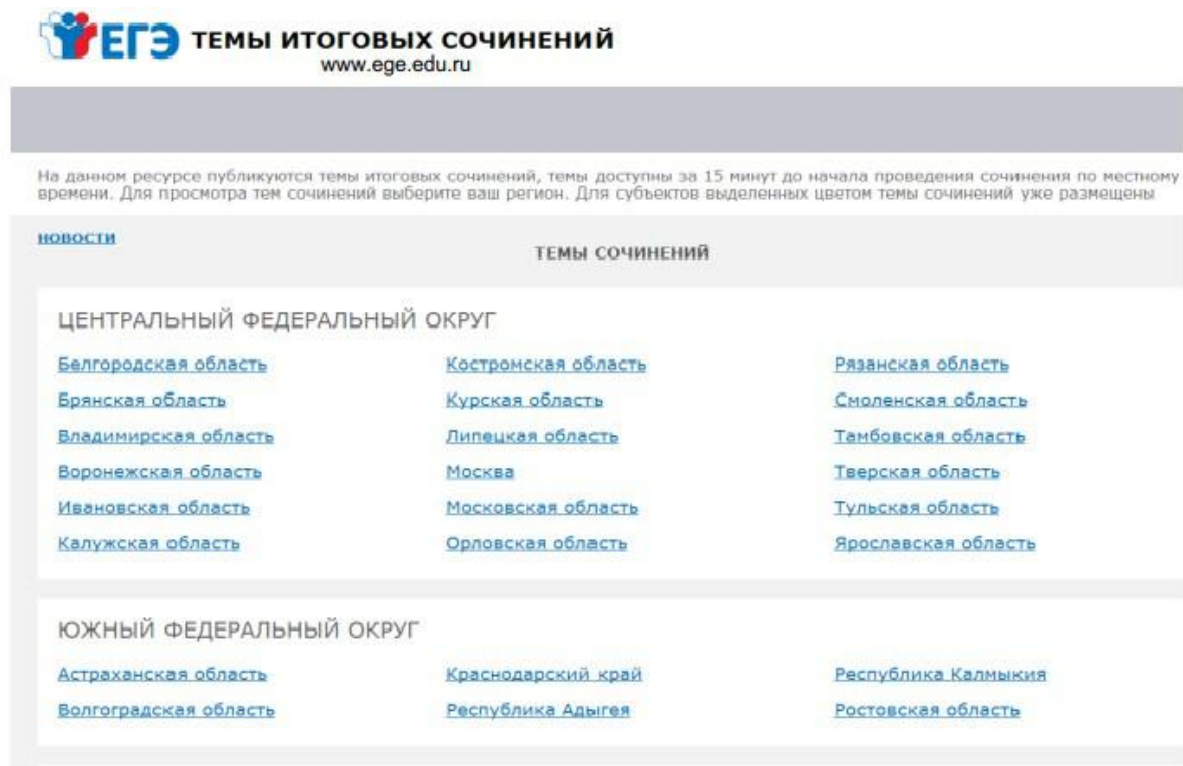 ЕГЭ ТЕМЫ ИТОГОВЫХ СОЧИНЕНИЙ
www.ege.edu.ru
На данном ресурсе публикуются темы итоговых сочинений, темы доступны за 15 минут до начала проведения сочинения по местному
времени. Для просмотра тем сочинений выберите ваш регион. Для субъектов выделенных цветом темы сочинений уже размещены
НОВОСТИ
ТЕМЫ СОЧИНЕНИЙ
ЦЕНТРАЛЬНЫЙ ФЕДЕРАЛЬНЫЙ ОКРУГ
Белгородская область Костромская область Рязанская область
Брянская область Курская область Смоленская область
Владимирская область Липецкая область Тамбовская область
Воронежская область Москва Тверская область
Ивановская область Московская область Тульская область
Калужская область Орловская область Ярославская область
ЮЖНЫЙ ФЕДЕРАЛЬНЫЙ ОКРУГ
Астраханская область Краснодарский край Республика Калмыкия
Волгоградская область Республика Адыгея Ростовская область